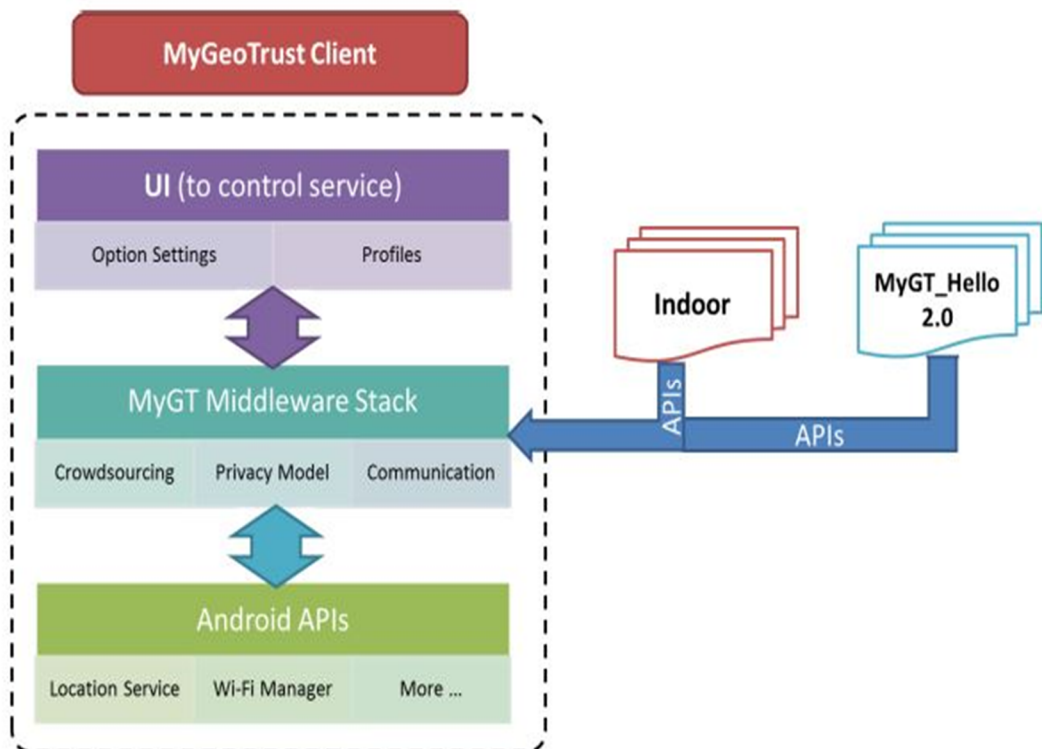 MyGeoTrust Client
UI (to control service)
Option Settings
Profiles
MyGT Middleware Stack
Crowdsourcing
Privacy Model
Communication
Android APIs
Location Service
Wi-Fi Manager
More ...
Indoor
MyGT_Hello
2.0
APIs
APIs